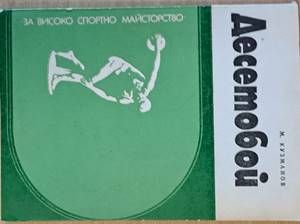 ЗА ВИСОКО СПОРТНО МАЙСТОРСТВО
М. КУЗМАНОВ
Десетобой